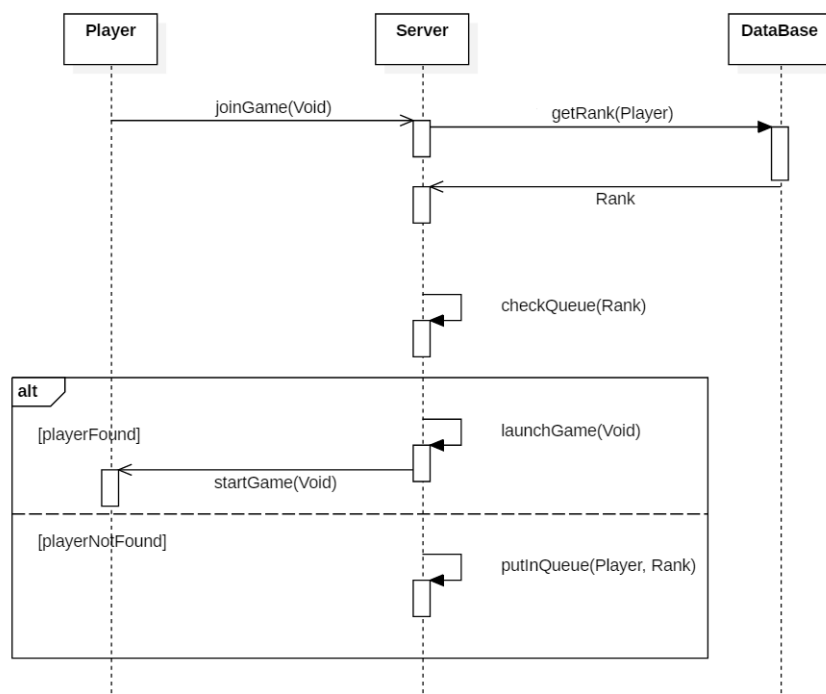 Player
Server
DataBase
joinGame(Void)
getRank(Player)
Rank
checkQueue(Rank)
alt
[playerFound]
launchGame(Void)
startGame(Void)
[playerNotFound]
putInQueue(Player, Rank)